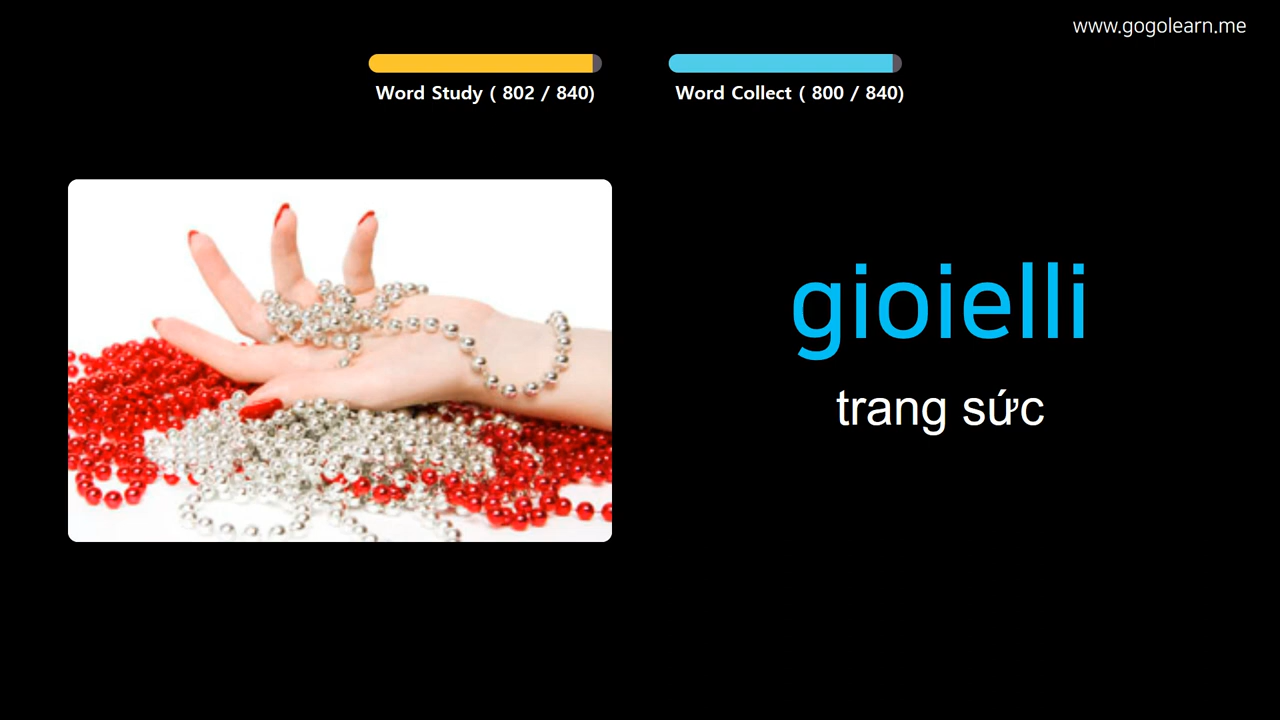 www.gogolearn.me
Word Study ( 802 / 840)
Word Collect ( 800 / 840)
gioielli
trang sức